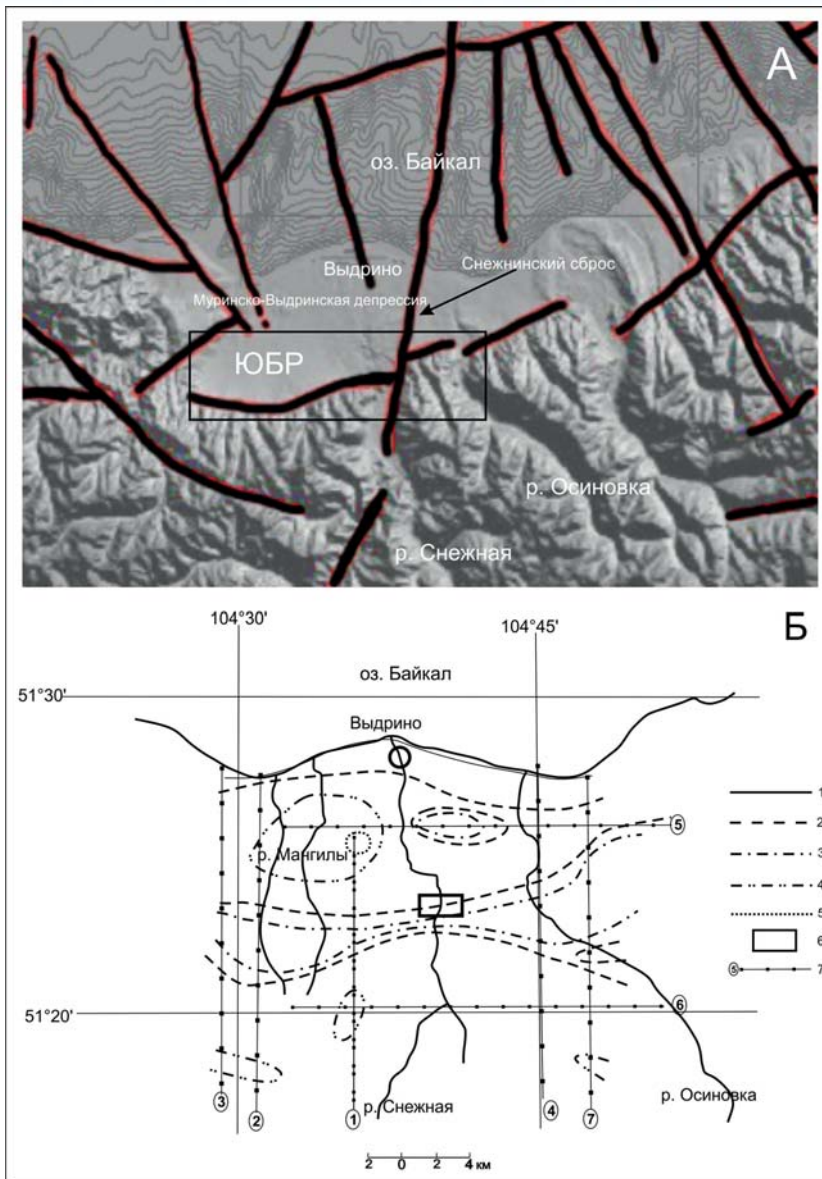 А
оз. Байкал
Выдрино
Снежнинский сброс
Муринско-Выдринская депрессия
ЮБР
р. Осиновка
р. Снежная
Б
104°30'
104°45'
оз. Байкал
51°30'
Выдрино
1
2
3
4
5
6
7
5
р. Мангилы
5
51°20'
6
3
2
1
р. Снежная
4
7
р. Осиновка
2 0 2 4 км